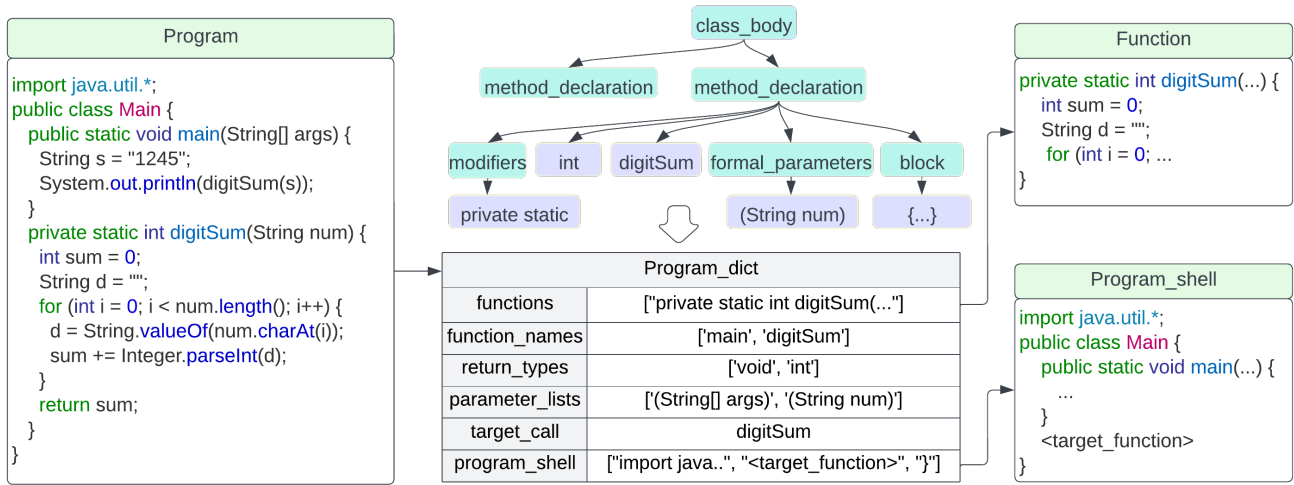 Program
import java.util.*;
public class Main {
public static void main(String[] args) {
String s = "1245";
System.out.println(digitSum(s));
}
private static int digitSum(String num) {
int sum = 0;
String d = "";
for (int i = 0; i < num.length(); i++) {
d = String.valueOf(num.charAt(i));
sum += Integer.parseInt(d);
}
return sum;
}
}
class_body
method_declaration
method_declaration
modifiers
int
digitSum
formal_parameters
block
private static
(String num)
{...}
Program_dict
functions
["private static int digitSum(..."]
function_names
['main', 'digitSum']
return_types
['void', 'int']
parameter_lists
['(String[] args)', '(String num)']
target_call
digitSum
program_shell
["import java..", "<target_function>", "}"]
Function
private static int digitSum(...) {
int sum = 0;
String d = "";
for (int i = 0; ...
}
Program_shell
import java.util.*;
public class Main {
public static void main(...) {
...
}
<target_function>
}